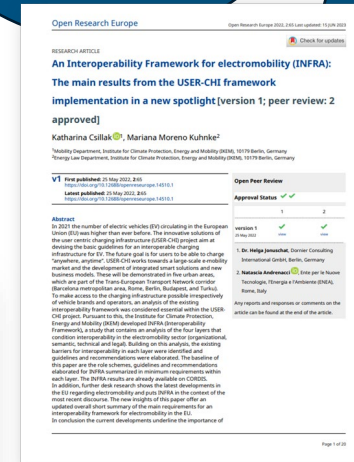 Open Research Europe
Open Research Europe 2022, 2:65 Last updated: 15 JUN 2023
Check for updates
RESEARCH ARTICLE
An Interoperability Framework for electromobility (INFRA):
The main results from the USER-CHI framework
implementation in a new spotlight [version 1; peer review: 2
approved]
Katharina Csillak 1, Mariana Moreno Kuhnke2
1Mobility Department, Institute for Climate Protection, Energy and Mobility (IKEM), 10179 Berlin, Germany
2Energy Law Department, Institute for Climate Protection, Energy and Mobility (IKEM), 10179 Berlin, Germany
V1 First published: 25 May 2022, 2:65
https://doi.org/10.12688/openreseurope.14510.1
Latest published: 25 May 2022, 2:65
https://doi.org/10.12688/openreseurope.14510.1
Abstract
In 2021 the number of electric vehicles (EV) circulating in the European
Union (EU) was higher than ever before. The innovative solutions of
the user centric charging infrastructure (USER-CHI) project aim at
devising the basic guidelines for an interoperable charging
infrastructure for EV. The future goal is for users to be able to charge
"anywhere, anytime". USER-CHI works towards a large-scale e-mobility
market and the development of integrated smart solutions and new
business models. These will be demonstrated in five urban areas,
which are part of the Trans-European Transport Network corridor
(Barcelona metropolitan area, Rome, Berlin, Budapest, and Turku).
To make access to the charging infrastructure possible irrespectively
of vehicle brands and operators, an analysis of the existing
interoperability framework was considered essential within the USER-
CHI project. Pursuant to this, the Institute for Climate Protection,
Energy and Mobility (IKEM) developed INFRA (Interoperability
Framework), a study that contains an analysis of the four layers that
condition interoperability in the electromobility sector (organizational,
semantic, technical and legal). Building on this analysis, the existing
barriers for interoperability in each layer were identified and
guidelines and recommendations were elaborated. The baseline of
this paper are the role schemes, guidelines and recommendations
elaborated for INFRA summarized in minimum requirements within
each layer. The INFRA results are already available on CORDIS.
In addition, further desk research shows the latest developments in
the EU regarding electromobility and puts INFRA in the context of the
most recent discourse. The new insights of this paper offer an
updated overall short summary of the main requirements for an
interoperability framework for electromobility in the EU.
In conclusion the current developments underline the importance of
Open Peer Review
Approval Status
1 2
version 1
25 May 2022
view view
1. Dr. Helga Jonuschat, Dornier Consulting
International GmbH, Berlin, Germany
2. Natascia Andrenacci, Ente per le Nuove
Tecnologie, l'Energia e l'Ambiente (ENEA),
Rome, Italy
Any reports and responses or comments on the
article can be found at the end of the article.
Page 1 of 20